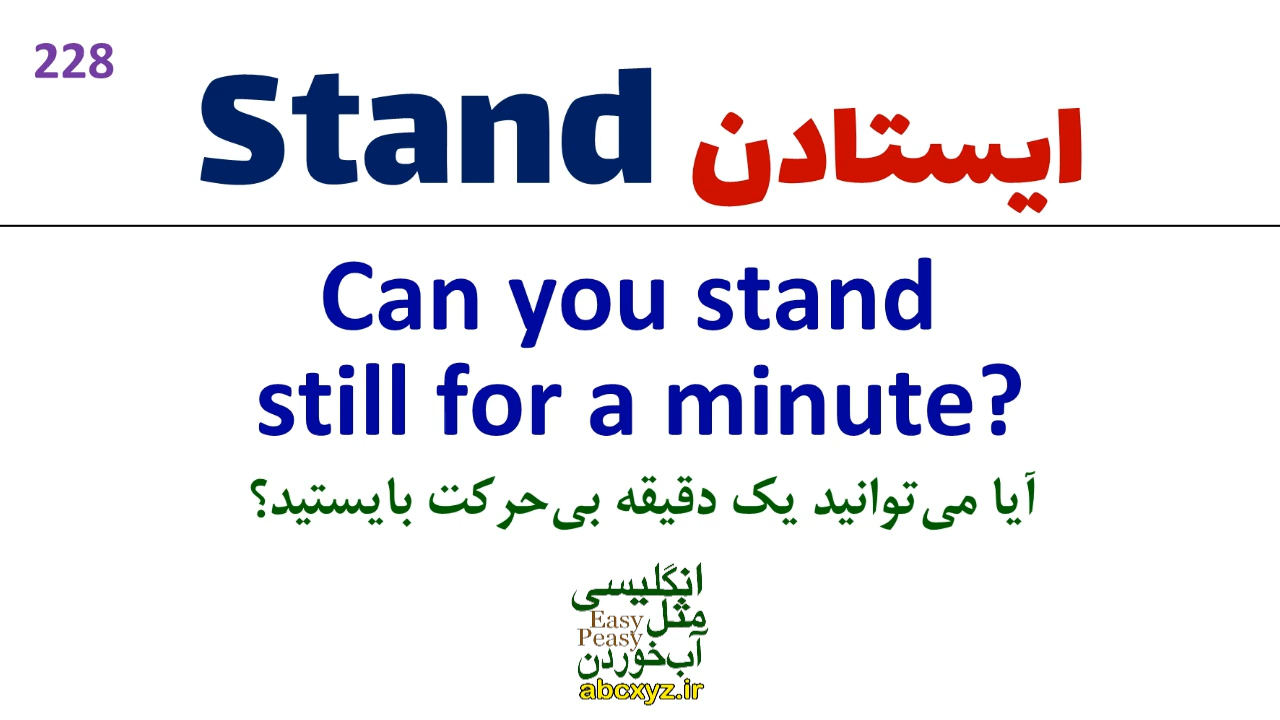 228
Stand ایستادن
Can you stand
still for a minute?
آیا می‌توانید یک دقیقه بی‌حرکت بایستید؟
انگلیسی
مثل
Easy
Peasy
آب‌خوردن
abcxyz.ir